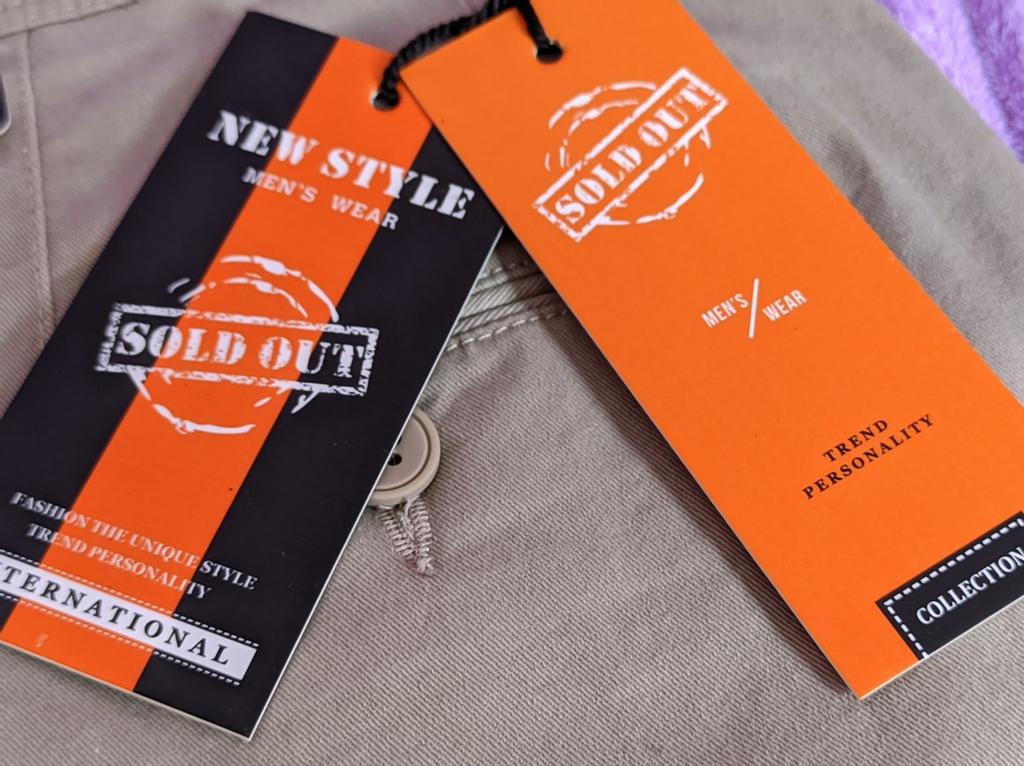 NEW STYLE
MEN'S WEAR
SOLD OUT
FASHION THE UNIQUE STYLE
TREND PERSONALITY
TERNATIONAL
SOLD OUT
MEN'S / WEAR
TREND
PERSONALITY
COLLECTION